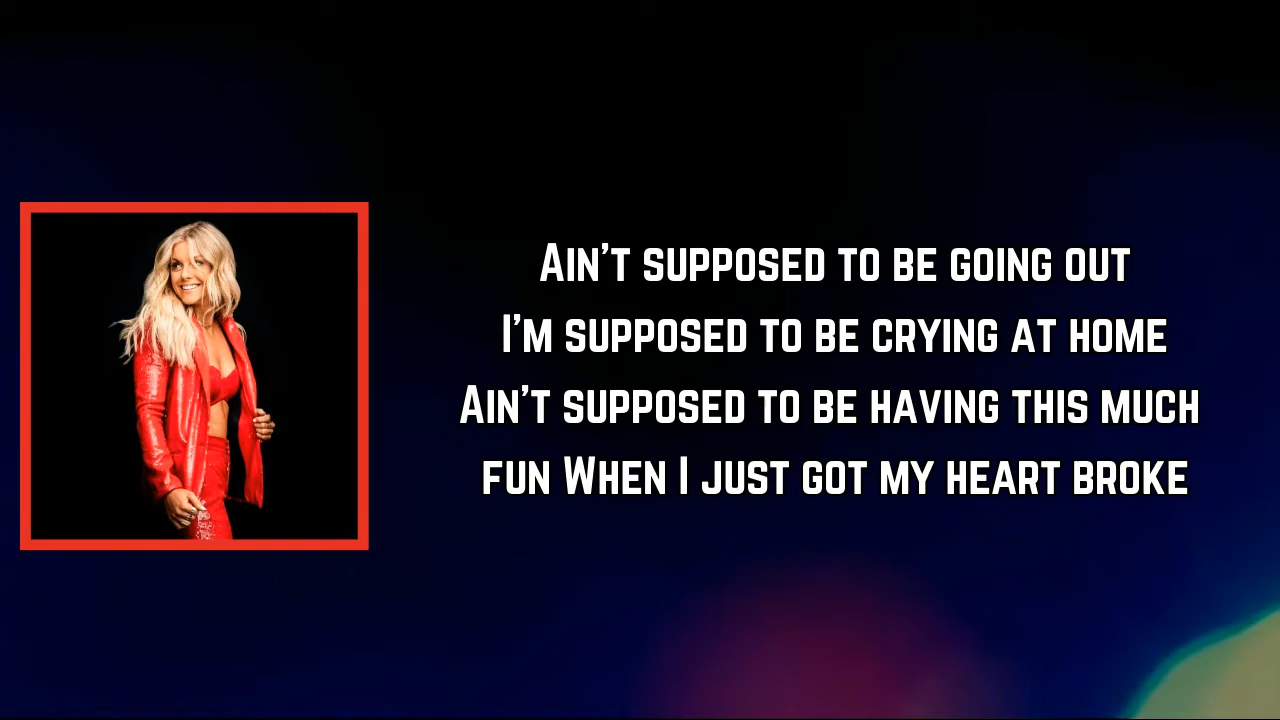 Ain't supposed to be going out
I'm supposed to be crying at home
Ain't supposed to be having this much
fun When I just got my heart broke